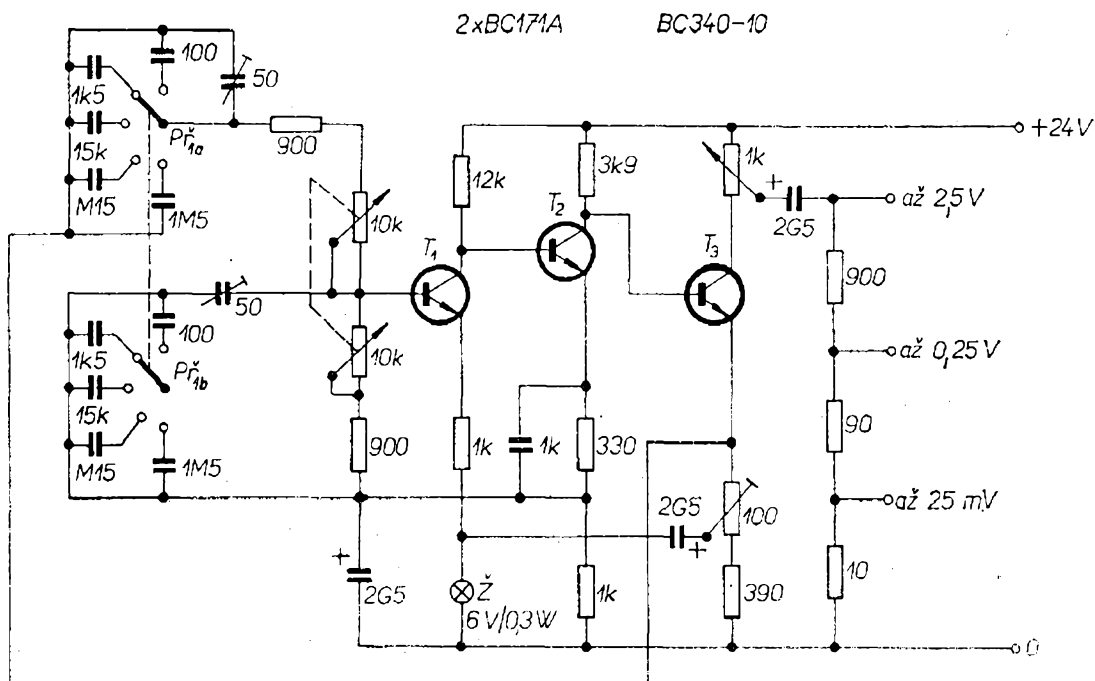 2xBC171A BC340-10
100
50
1k5
Př1a
15k
M15
1M5
900
10k
12k
3k9
1k
+24V
T1
T2
T3
+
2G5
až 2,5 V
900
až 0,25 V
90
až 25 mV
10
50
100
1k5
Př1b
15k
M15
1M5
10k
900
1k
1k
330
2G5
+
100
390
+
2G5
Ž
6V/0,3W
1k
0